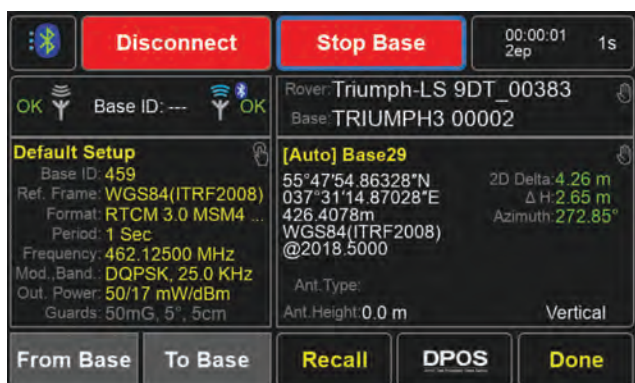 Disconnect
Stop Base
00:00:01
2ep
1s
OK
Base ID: ---
OK
Rover: Triumph-LS 9DT_00383
Base: TRIUMPH3 00002
Default Setup
Base ID: 459
Ref. Frame: WGS84(ITRF2008)
Format: RTCM 3.0 MSM4 ...
Period: 1 Sec
Frequency: 462.12500 MHz
Mod.,Band.: DQPSK, 25.0 KHz
Out. Power: 50/17 mW/dBm
Guards: 50mG, 5°, 5cm
[Auto] Base29
55°47'54.86328"N
037°31'14.87028"E
426.4078m
WGS84(ITRF2008)
@2018.5000
2D Delta: 4.26 m
Δ H: 2.65 m
Azimuth: 272.85°
Ant.Type:
Ant.Height: 0.0 m
Vertical
From Base
To Base
Recall
DPOS
Done